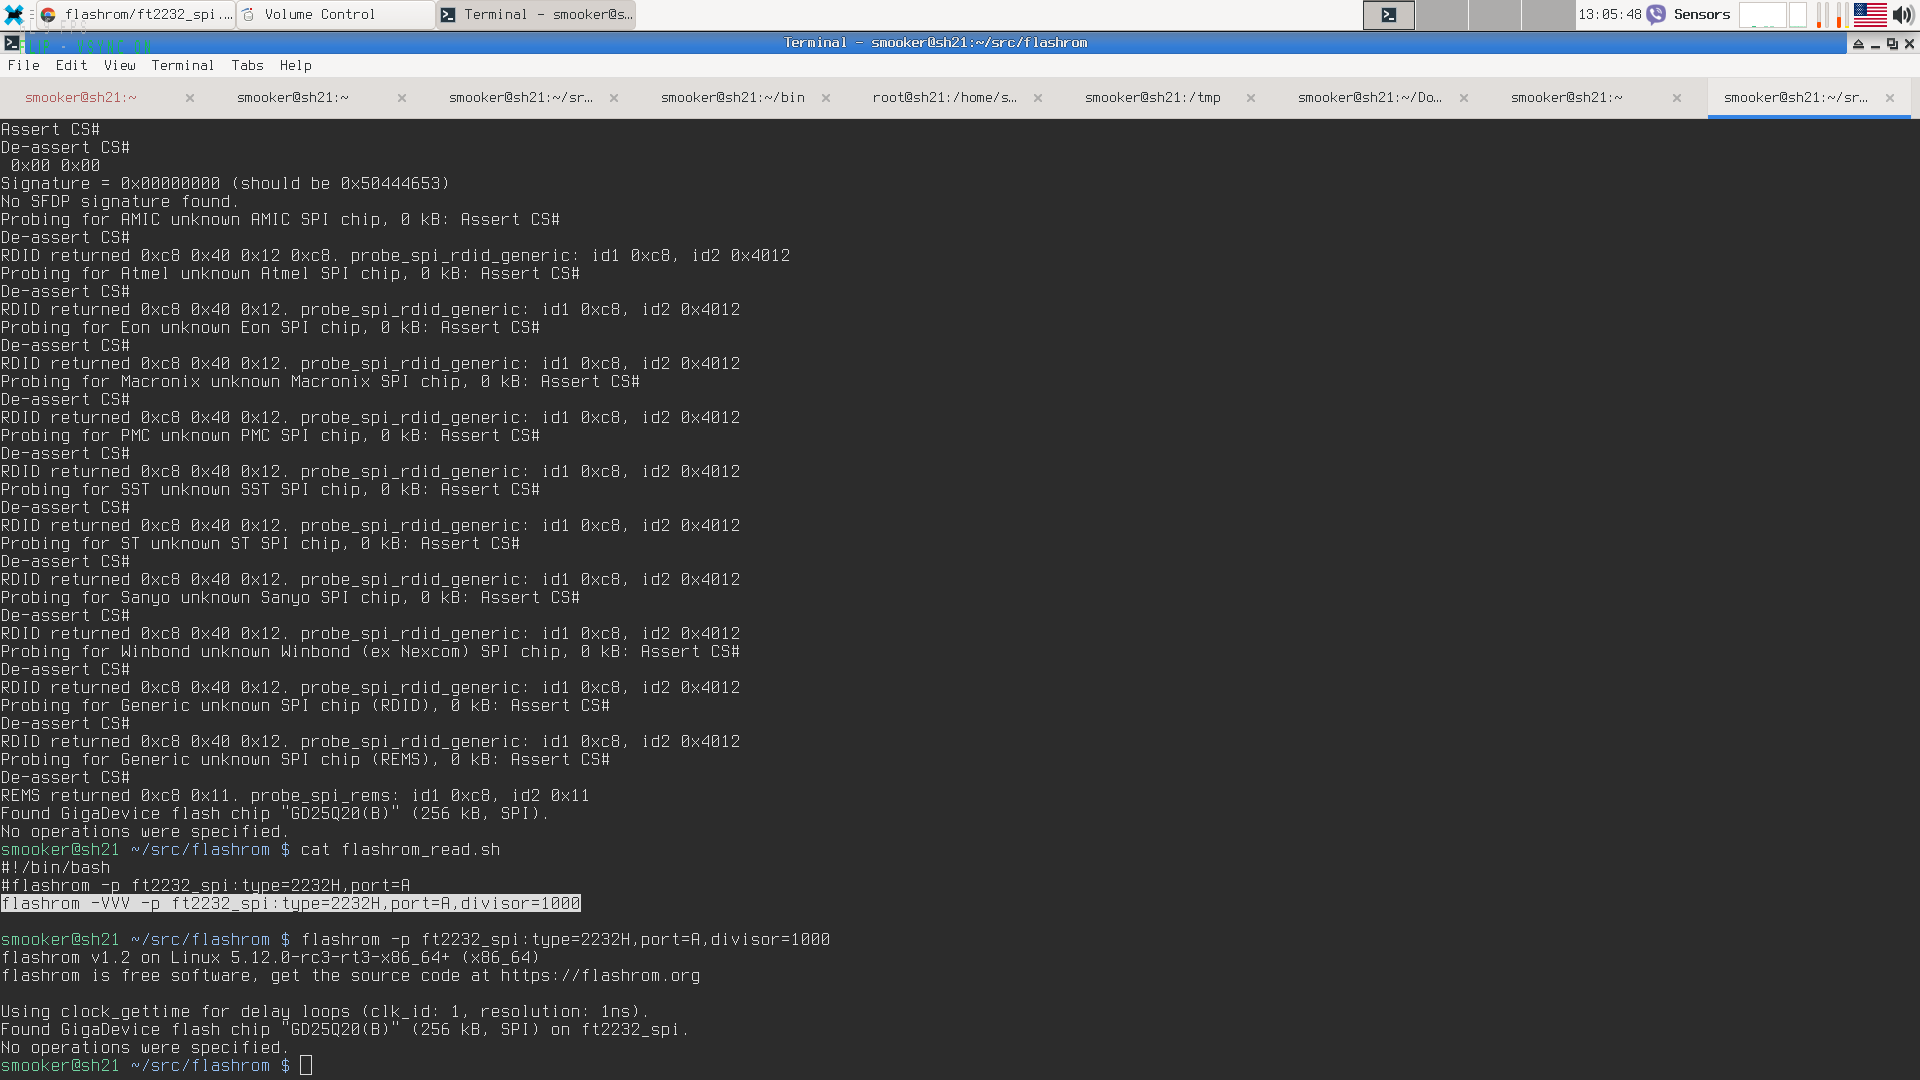 flashrom/ft2232_spi.... Volume Control Terminal - smooker@s... 13:05:48 Sensors
Terminal - smooker@sh21:~/src/flashrom
File Edit View Terminal Tabs Help
smooker@sh21:~ smooker@sh21:~ smooker@sh21:~/sr... smooker@sh21:~/bin root@sh21:/home/s... smooker@sh21:/tmp smooker@sh21:~/Do... smooker@sh21:~ smooker@sh21:~/sr...
Assert CS#
De-assert CS#
 0x00 0x00
Signature = 0x00000000 (should be 0x50444653)
No SFDP signature found.
Probing for AMIC unknown AMIC SPI chip, 0 kB: Assert CS#
De-assert CS#
RDID returned 0xc8 0x40 0x12 0xc8. probe_spi_rdid_generic: id1 0xc8, id2 0x4012
Probing for Atmel unknown Atmel SPI chip, 0 kB: Assert CS#
De-assert CS#
RDID returned 0xc8 0x40 0x12. probe_spi_rdid_generic: id1 0xc8, id2 0x4012
Probing for Eon unknown Eon SPI chip, 0 kB: Assert CS#
De-assert CS#
RDID returned 0xc8 0x40 0x12. probe_spi_rdid_generic: id1 0xc8, id2 0x4012
Probing for Macronix unknown Macronix SPI chip, 0 kB: Assert CS#
De-assert CS#
RDID returned 0xc8 0x40 0x12. probe_spi_rdid_generic: id1 0xc8, id2 0x4012
Probing for PMC unknown PMC SPI chip, 0 kB: Assert CS#
De-assert CS#
RDID returned 0xc8 0x40 0x12. probe_spi_rdid_generic: id1 0xc8, id2 0x4012
Probing for SST unknown SST SPI chip, 0 kB: Assert CS#
De-assert CS#
RDID returned 0xc8 0x40 0x12. probe_spi_rdid_generic: id1 0xc8, id2 0x4012
Probing for ST unknown ST SPI chip, 0 kB: Assert CS#
De-assert CS#
RDID returned 0xc8 0x40 0x12. probe_spi_rdid_generic: id1 0xc8, id2 0x4012
Probing for Sanyo unknown Sanyo SPI chip, 0 kB: Assert CS#
De-assert CS#
RDID returned 0xc8 0x40 0x12. probe_spi_rdid_generic: id1 0xc8, id2 0x4012
Probing for Winbond unknown Winbond (ex Nexcom) SPI chip, 0 kB: Assert CS#
De-assert CS#
RDID returned 0xc8 0x40 0x12. probe_spi_rdid_generic: id1 0xc8, id2 0x4012
Probing for Generic unknown SPI chip (RDID), 0 kB: Assert CS#
De-assert CS#
RDID returned 0xc8 0x40 0x12. probe_spi_rdid_generic: id1 0xc8, id2 0x4012
Probing for Generic unknown SPI chip (REMS), 0 kB: Assert CS#
De-assert CS#
REMS returned 0xc8 0x11. probe_spi_rems: id1 0xc8, id2 0x11
Found GigaDevice flash chip "GD25Q20(B)" (256 kB, SPI).
No operations were specified.
smooker@sh21 ~/src/flashrom $ cat flashrom_read.sh
#!/bin/bash
#flashrom -p ft2232_spi:type=2232H,port=A
flashrom -VVV -p ft2232_spi:type=2232H,port=A,divisor=1000
smooker@sh21 ~/src/flashrom $ flashrom -p ft2232_spi:type=2232H,port=A,divisor=1000
flashrom v1.2 on Linux 5.12.0-rc3-rt3-x86_64+ (x86_64)
flashrom is free software, get the source code at https://flashrom.org
Using clock_gettime for delay loops (clk_id: 1, resolution: 1ns).
Found GigaDevice flash chip "GD25Q20(B)" (256 kB, SPI) on ft2232_spi.
No operations were specified.
smooker@sh21 ~/src/flashrom $